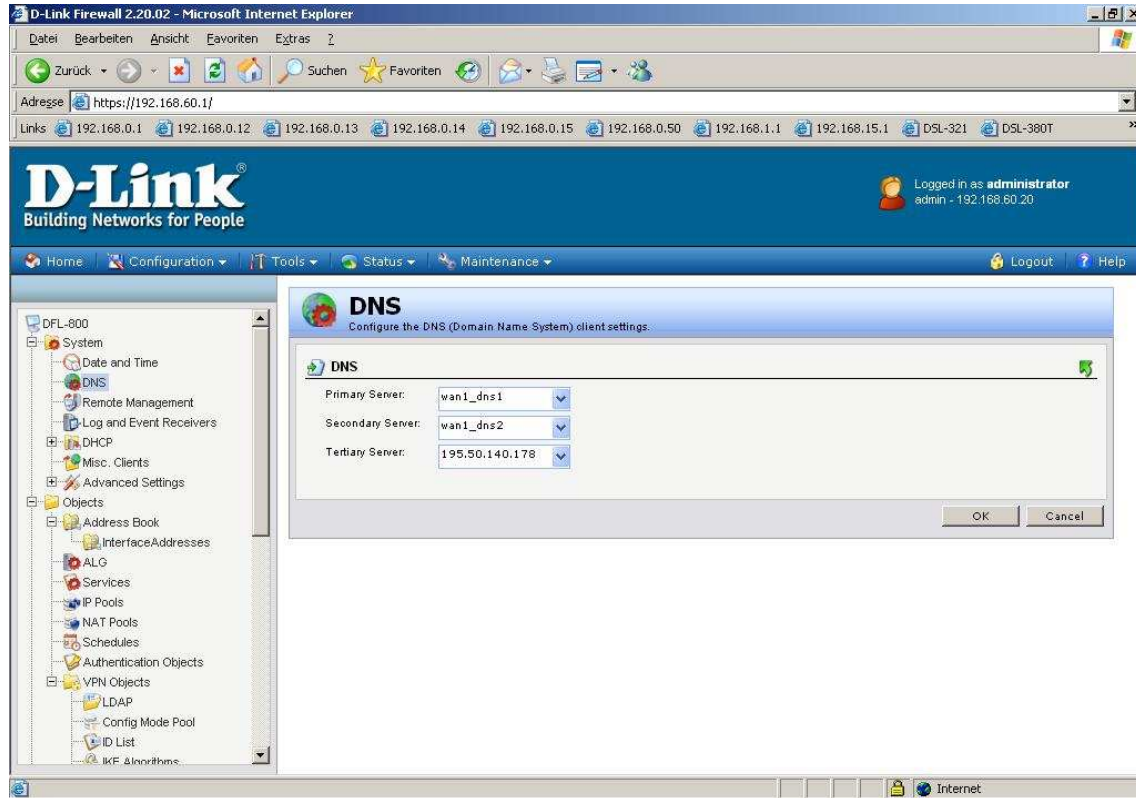 D-Link Firewall 2.20.02 - Microsoft Internet Explorer
Datei Bearbeiten Ansicht Favoriten Extras ?
Zurück Suchen Favoriten
Adresse https://192.168.60.1/
Links 192.168.0.1 192.168.0.12 192.168.0.13 192.168.0.14 192.168.0.15 192.168.0.50 192.168.1.1 192.168.15.1 DSL-321 DSL-380T »
D-Link®
Building Networks for People
Logged in as administrator
admin - 192.168.60.20
Home Configuration Tools Status Maintenance Logout Help
DFL-800
System
Date and Time
DNS
Remote Management
Log and Event Receivers
DHCP
Misc. Clients
Advanced Settings
Objects
Address Book
InterfaceAddresses
ALG
Services
IP Pools
NAT Pools
Schedules
Authentication Objects
VPN Objects
LDAP
Config Mode Pool
ID List
IKE Algorithms
DNS
Configure the DNS (Domain Name System) client settings.
DNS
Primary Server: wan1_dns1
Secondary Server: wan1_dns2
Tertiary Server: 195.50.140.178
OK Cancel
Internet